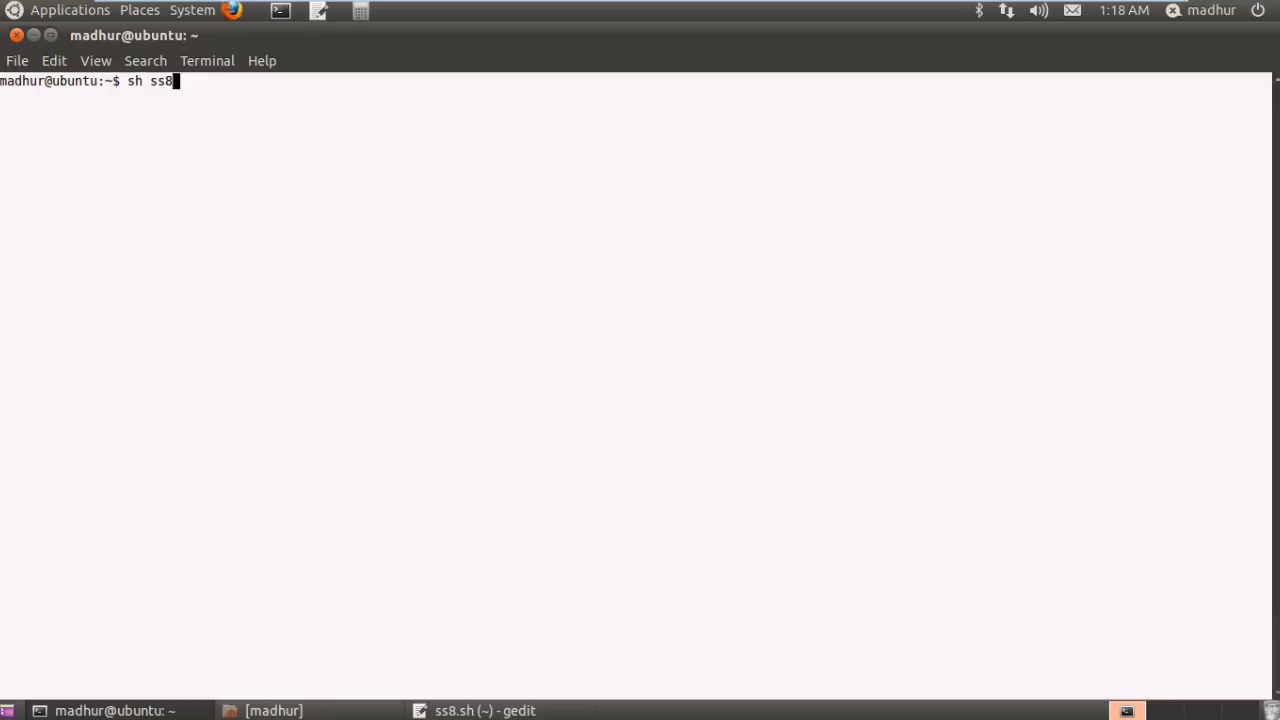 Applications Places System 1:18 AM madhur
madhur@ubuntu: ~
File Edit View Search Terminal Help
madhur@ubuntu:~$ sh ss8
madhur@ubuntu: ~ [madhur] ss8.sh (~) - gedit